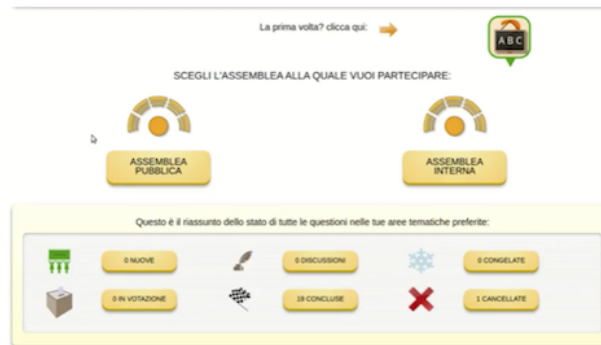 La prima volta? clicca qui:
ABC
SCEGLI L'ASSEMBLEA ALLA QUALE VUOI PARTECIPARE:
ASSEMBLEA
PUBBLICA
ASSEMBLEA
INTERNA
Questo è il riassunto dello stato di tutte le questioni nelle tue aree tematiche preferite:
0 NUOVE
0 DISCUSSIONI
0 CONGELATE
0 IN VOTAZIONE
19 CONCLUSE
1 CANCELLATE